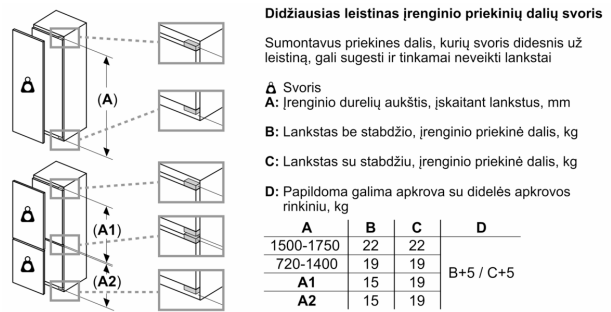 Didžiausias leistinas įrenginio priekinių dalių svoris
Sumontavus priekines dalis, kurių svoris didesnis už
leistiną, gali sugesti ir tinkamai neveikti lankstai
Svoris
A: Įrenginio durelių aukštis, įskaitant lankstus, mm
B: Lankstas be stabdžio, įrenginio priekinė dalis, kg
C: Lankstas su stabdžiu, įrenginio priekinė dalis, kg
D: Papildoma galima apkrova su didelės apkrovos
rinkiniu, kg
A B C D
1500-1750 22 22
720-1400 19 19
B+5 / C+5
A1 15 19
A2 15 19
(A)
(A1)
(A2)